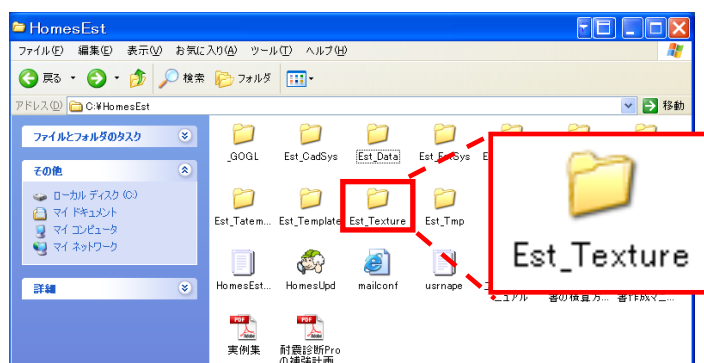 HomesEst
ファイル(F) 編集(E) 表示(V) お気に入り(A) ツール(T) ヘルプ(H)
戻る 検索 フォルダ
アドレス(D) C:¥HomesEst 移動
ファイルとフォルダのタスク
その他
ローカル ディスク (C:)
マイ ドキュメント
マイ コンピュータ
マイ ネットワーク
詳細
_GOGL Est_CadSys Est_Data
Est_Tatem... Est_Template Est_Texture Est_Tmp
HomesEst... HomesUpd mailconf usrnape
実例集 耐震診断Pro
の補強計画
Est_Texture